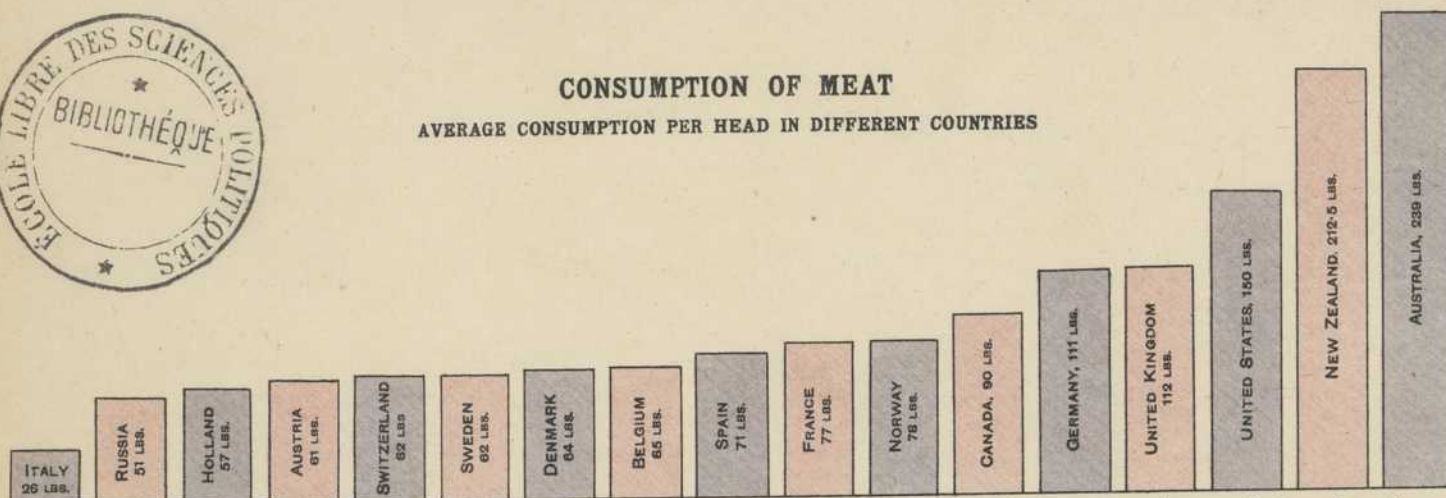 ÉCOLE LIBRE DES SCIENCES POLITIQUES
BIBLIOTHÉQUE
CONSUMPTION OF MEAT
AVERAGE CONSUMPTION PER HEAD IN DIFFERENT COUNTRIES
ITALY
26 LBS.
RUSSIA
51 LBS.
HOLLAND
57 LBS.
AUSTRIA
61 LBS.
SWITZERLAND
62 LBS
SWEDEN
62 LBS.
DENMARK
64 LBS.
BELGIUM
65 LBS.
SPAIN
71 LBS.
FRANCE
77 LBS.
NORWAY
78 LBS.
CANADA, 90 LBS.
GERMANY, 111 LBS.
UNITED KINGDOM
112 LBS.
UNITED STATES, 150 LBS.
NEW ZEALAND. 212·5 LBS.
AUSTRALIA, 239 LBS.